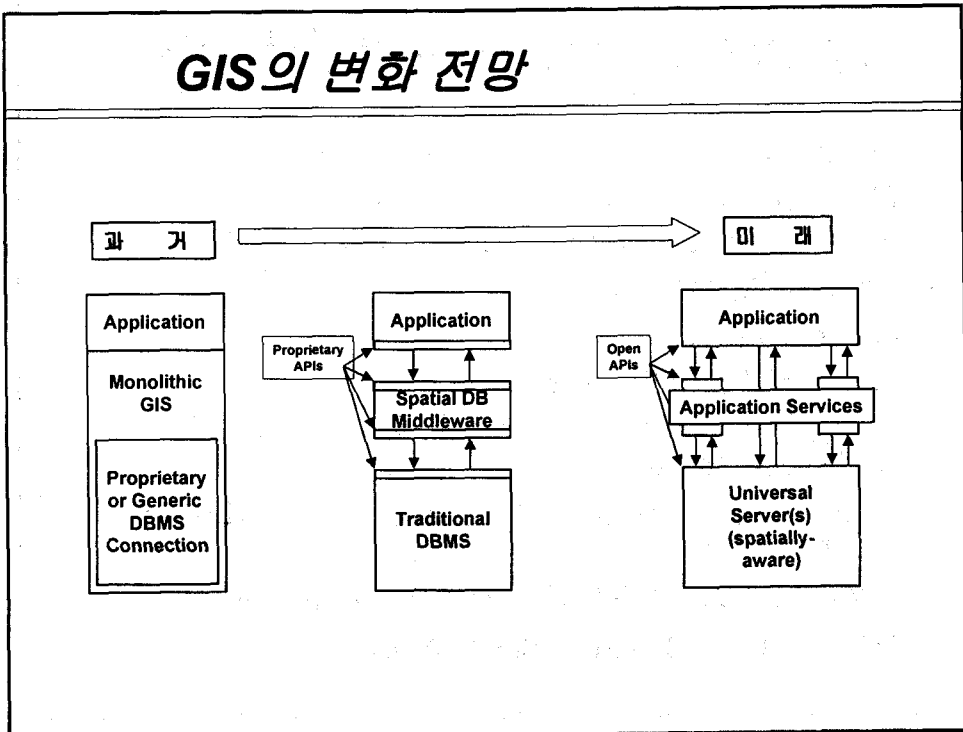 GIS의 변화 전망
과 거
미 래
Application
Monolithic
GIS
Proprietary
or Generic
DBMS
Connection
Proprietary
APIs
Application
Spatial DB
Middleware
Traditional
DBMS
Open
APIs
Application
Application Services
Universal
Server(s)
(spatially-
aware)